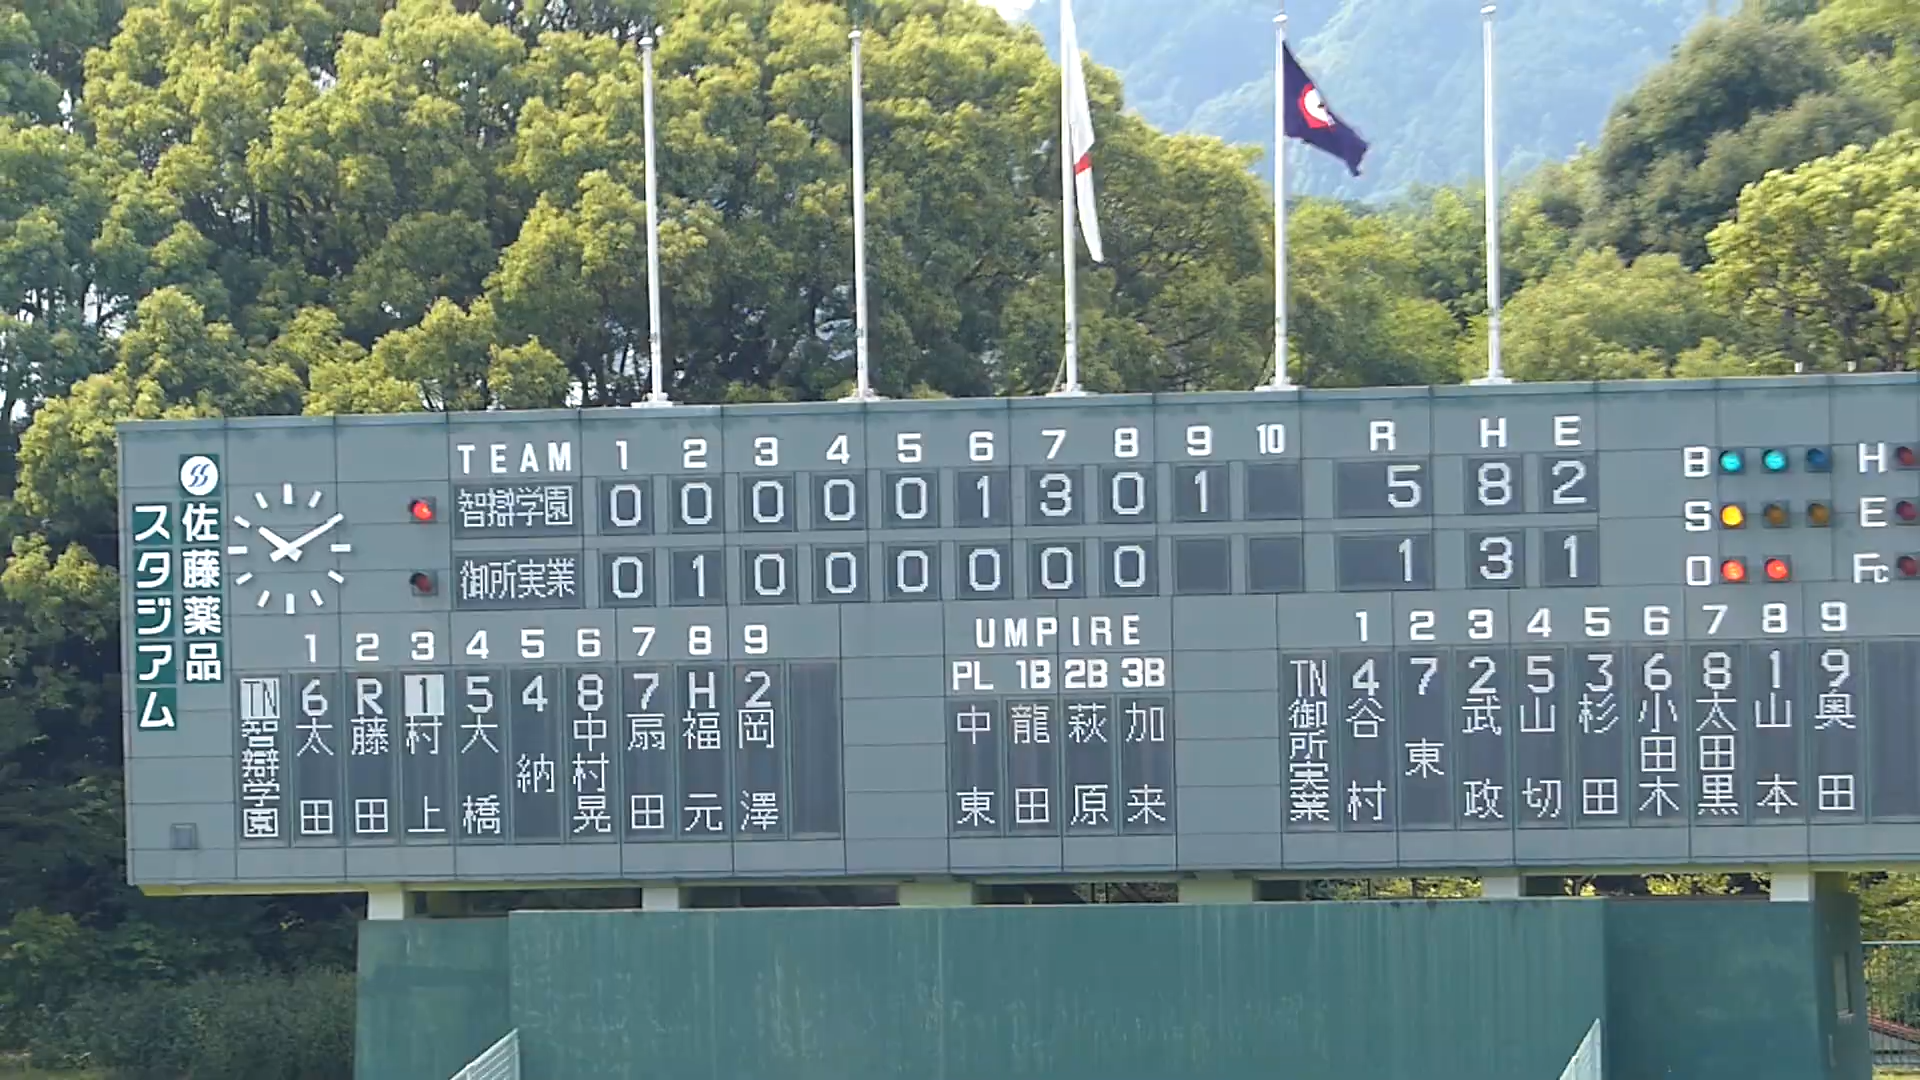 佐藤薬品
スタジアム
TEAM 1 2 3 4 5 6 7 8 9 10 R H E
智辯学園 0 0 0 0 0 1 3 0 1 5 8 2
御所実業 0 1 0 0 0 0 0 0 1 3 1
B H
S E
O Fc
1 2 3 4 5 6 7 8 9
TN 6 R 1 5 4 8 7 H 2
智辯学園 太田 藤田 村上 大橋 納 中村晃 扇田 福元 岡澤
UMPIRE
PL 1B 2B 3B
中東 龍田 萩原 加来
1 2 3 4 5 6 7 8 9
TN 4 7 2 5 3 6 8 1 9
御所実業 谷村 東 武政 山切 杉田 小田木 太田黒 山本 奥田